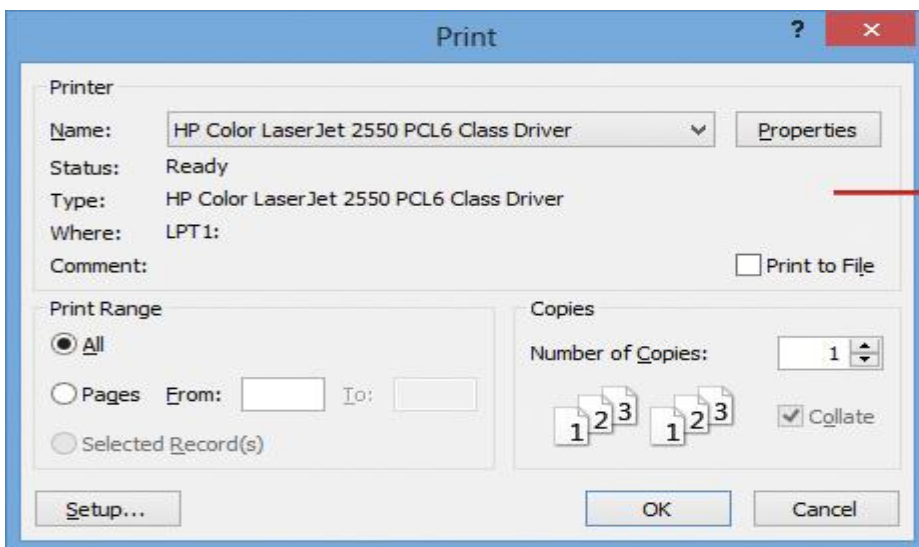 Print
?
Printer
Name: HP Color LaserJet 2550 PCL6 Class Driver Properties
Status: Ready
Type: HP Color LaserJet 2550 PCL6 Class Driver
Where: LPT1:
Comment: Print to File
Print Range
All
Pages From: To:
Selected Record(s)
Copies
Number of Copies: 1
1 2 3 1 2 3 Collate
Setup... OK Cancel